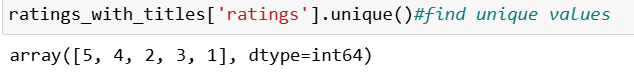 ratings_with_titles['ratings'].unique()#find unique values
array([5, 4, 2, 3, 1], dtype=int64)